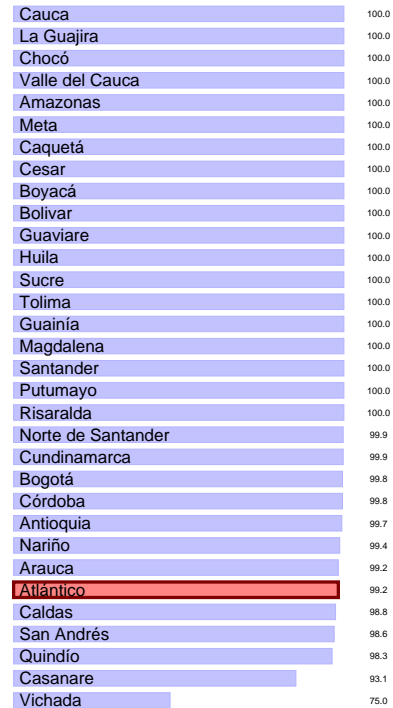 Cauca 100.0
La Guajira 100.0
Chocó 100.0
Valle del Cauca 100.0
Amazonas 100.0
Meta 100.0
Caquetá 100.0
Cesar 100.0
Boyacá 100.0
Bolivar 100.0
Guaviare 100.0
Huila 100.0
Sucre 100.0
Tolima 100.0
Guainía 100.0
Magdalena 100.0
Santander 100.0
Putumayo 100.0
Risaralda 100.0
Norte de Santander 99.9
Cundinamarca 99.9
Bogotá 99.8
Córdoba 99.8
Antioquia 99.7
Nariño 99.4
Arauca 99.2
Atlántico 99.2
Caldas 98.8
San Andrés 98.6
Quindío 98.3
Casanare 93.1
Vichada 75.0